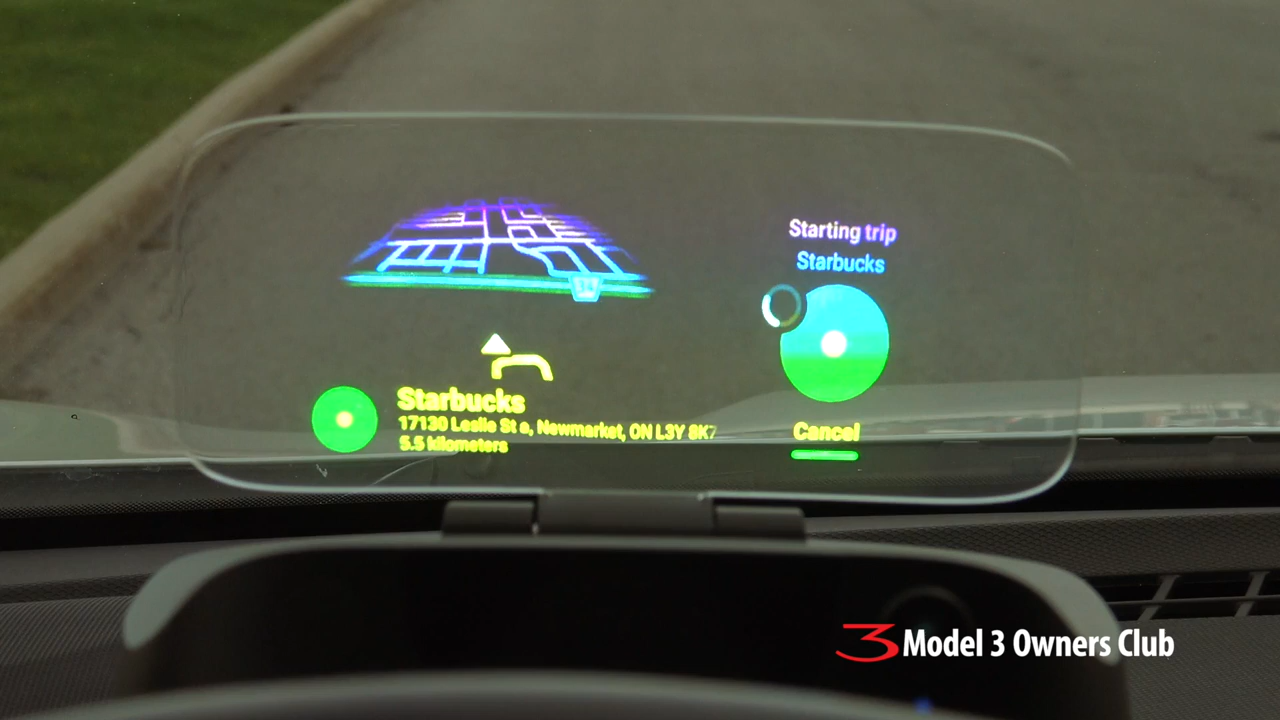 Starting trip
Starbucks
Starbucks
17130 Leslie St e, Newmarket, ON L3Y 8K7
5.5 kilometers
Cancel
3 Model 3 Owners Club